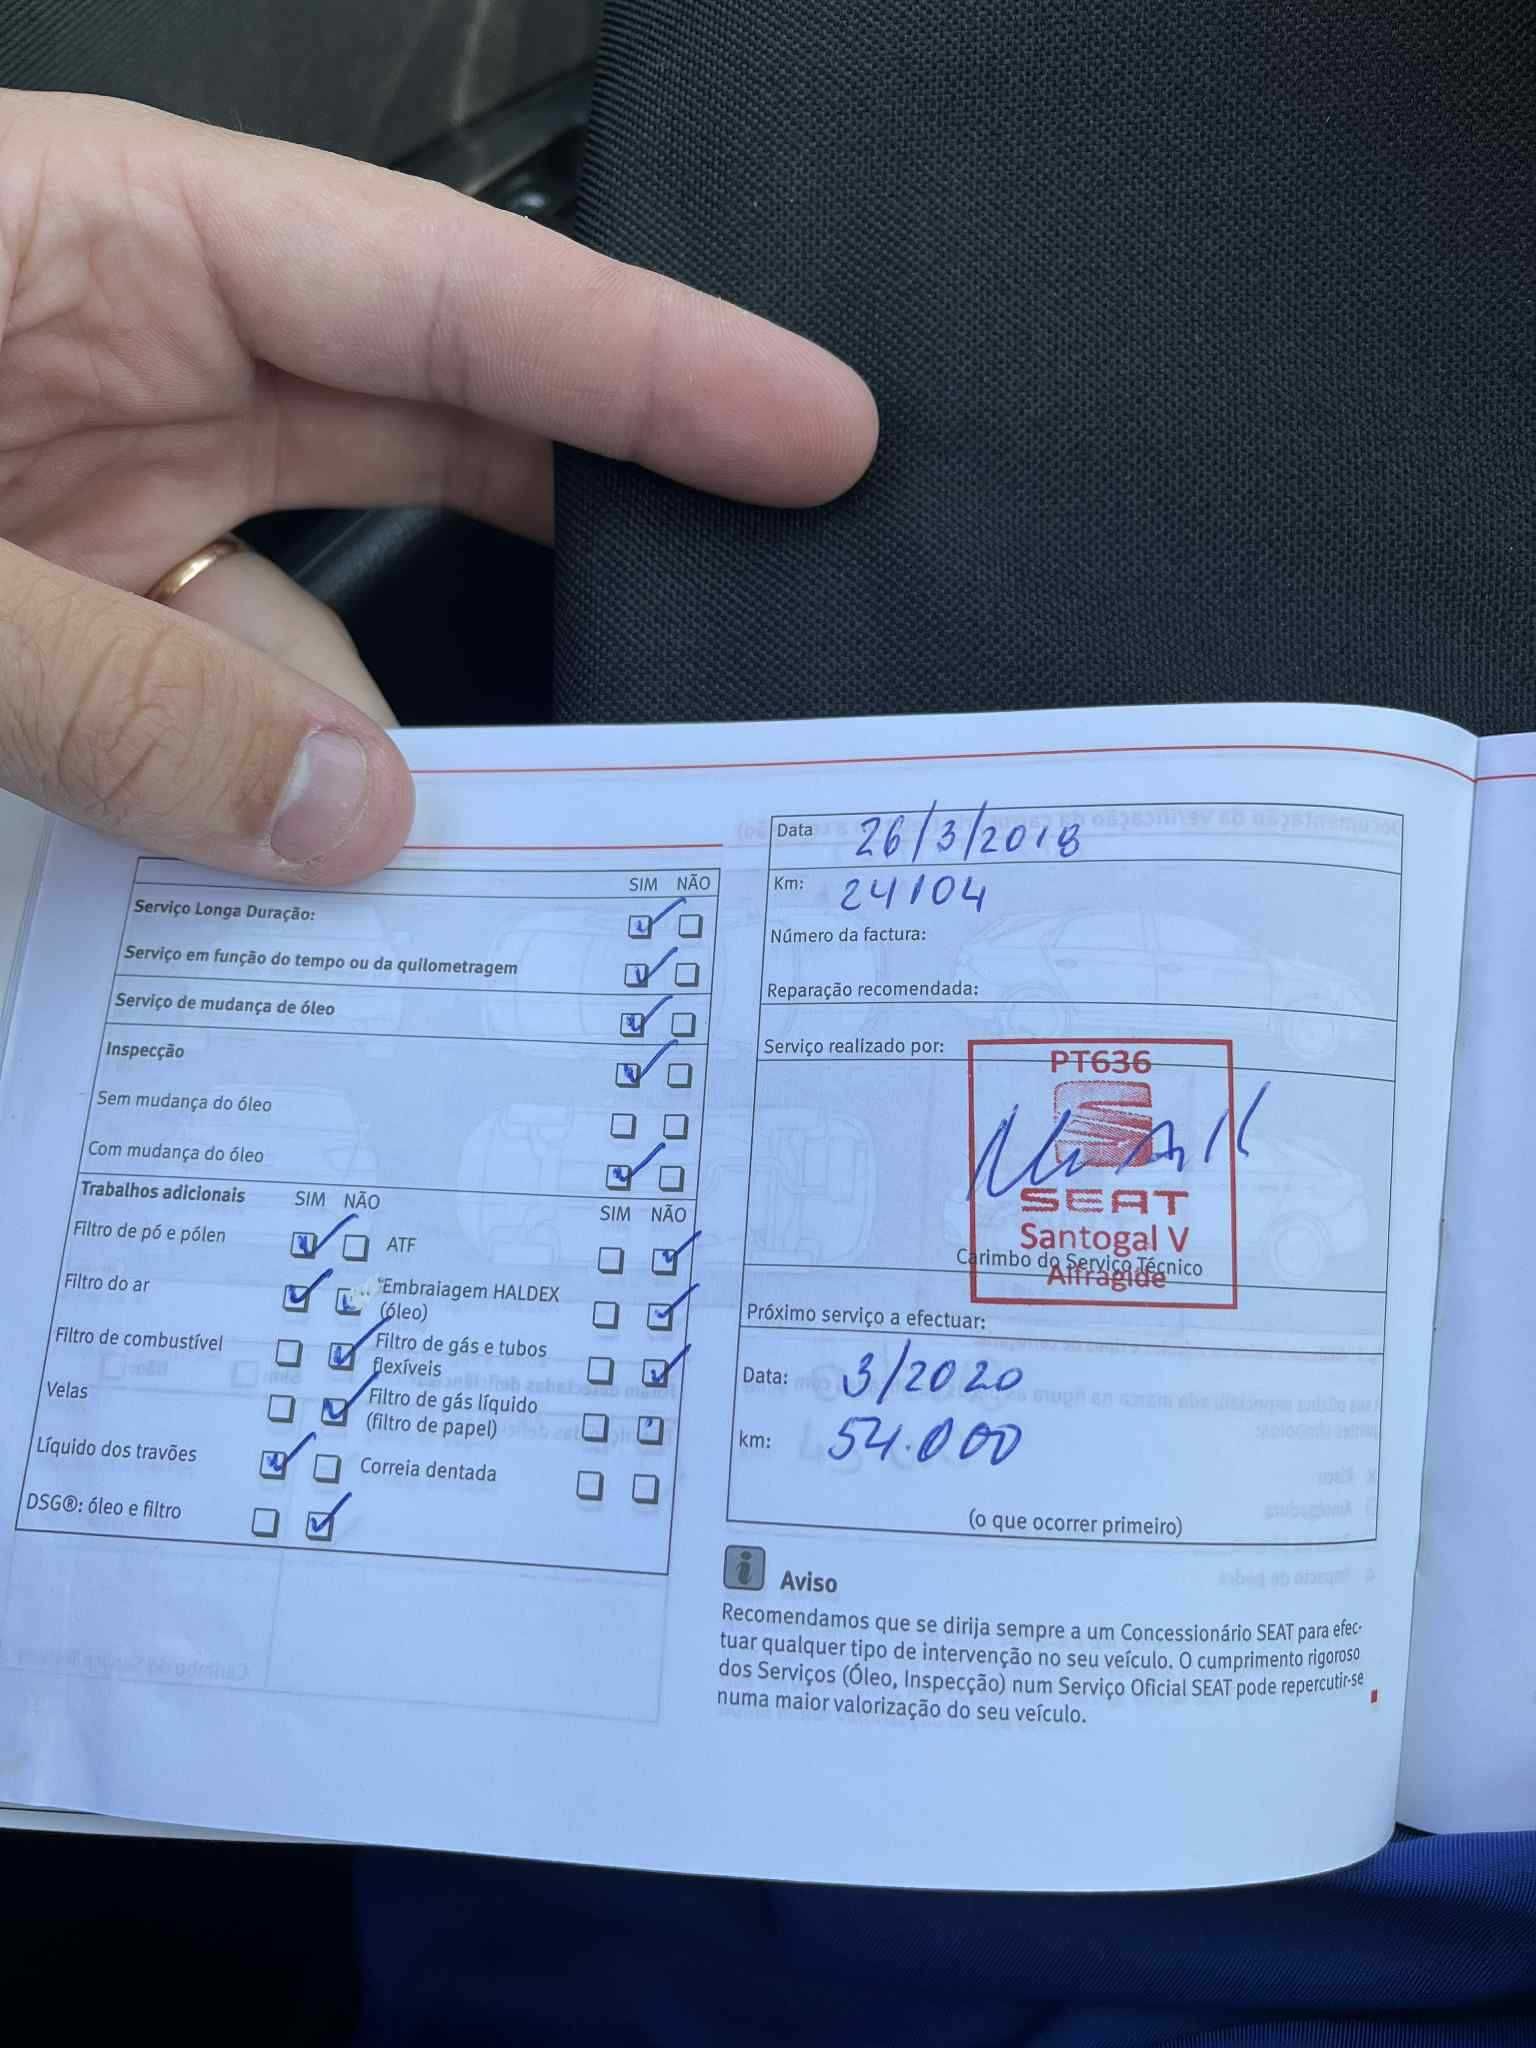 SIM NÃO
Serviço Longa Duração:
Serviço em função do tempo ou da quilometragem
Serviço de mudança de óleo
Inspecção
Sem mudança do óleo
Com mudança do óleo
Trabalhos adicionais SIM NÃO SIM NÃO
Filtro de pó e pólen ATF
Filtro do ar Embraiagem HALDEX
(óleo)
Filtro de combustível Filtro de gás e tubos
flexíveis
Velas Filtro de gás líquido
(filtro de papel)
Líquido dos travões Correia dentada
DSG®: óleo e filtro
Data 26/3/2018
Km: 24104
Número da factura:
Reparação recomendada:
Serviço realizado por:
PT636
SEAT
Santogal V
Carimbo do Serviço Técnico
Alfragide
Próximo serviço a efectuar:
Data: 3/2020
km: 54.000
(o que ocorrer primeiro)
i Aviso
Recomendamos que se dirija sempre a um Concessionário SEAT para efec-
tuar qualquer tipo de intervenção no seu veículo. O cumprimento rigoroso
dos Serviços (Óleo, Inspecção) num Serviço Oficial SEAT pode repercutir-se
numa maior valorização do seu veículo.